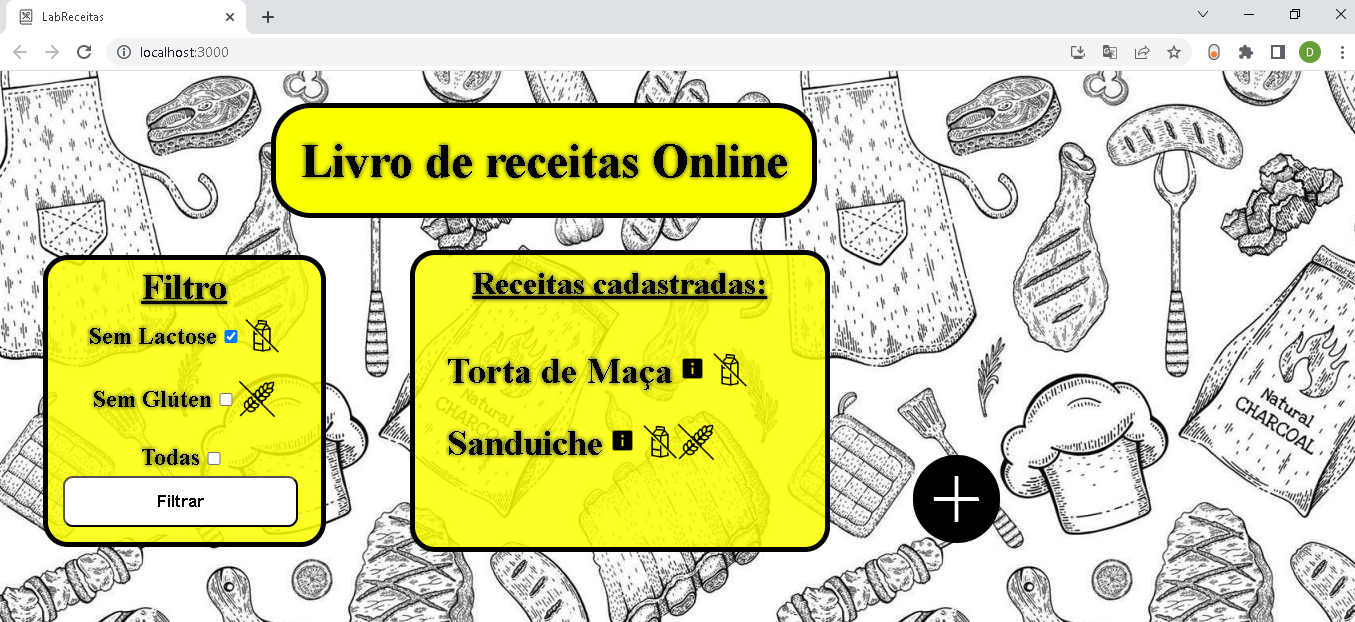 LabReceitas
localhost:3000
D
Livro de receitas Online
Filtro
Sem Lactose
Sem Glúten
Todas
Filtrar
Receitas cadastradas:
Torta de Maça
Sanduiche
Natural
CHARCOAL
Natural
CHARCOAL